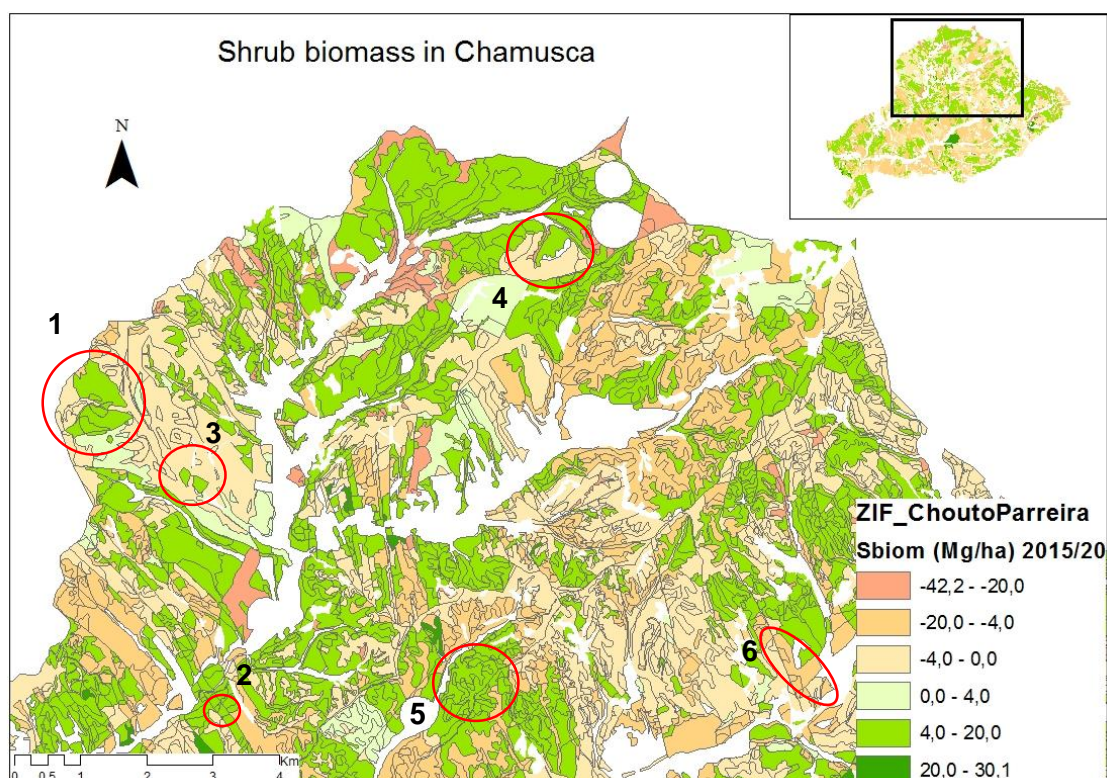 Shrub biomass in Chamusca
N
1
2
3
4
5
6
ZIF_ChoutoParreira
Sbiom (Mg/ha) 2015/20
-42,2 - -20,0
-20,0 - -4,0
-4,0 - 0,0
0,0 - 4,0
4,0 - 20,0
20,0 - 30,1
Km
0 0,5 1 2 3 4